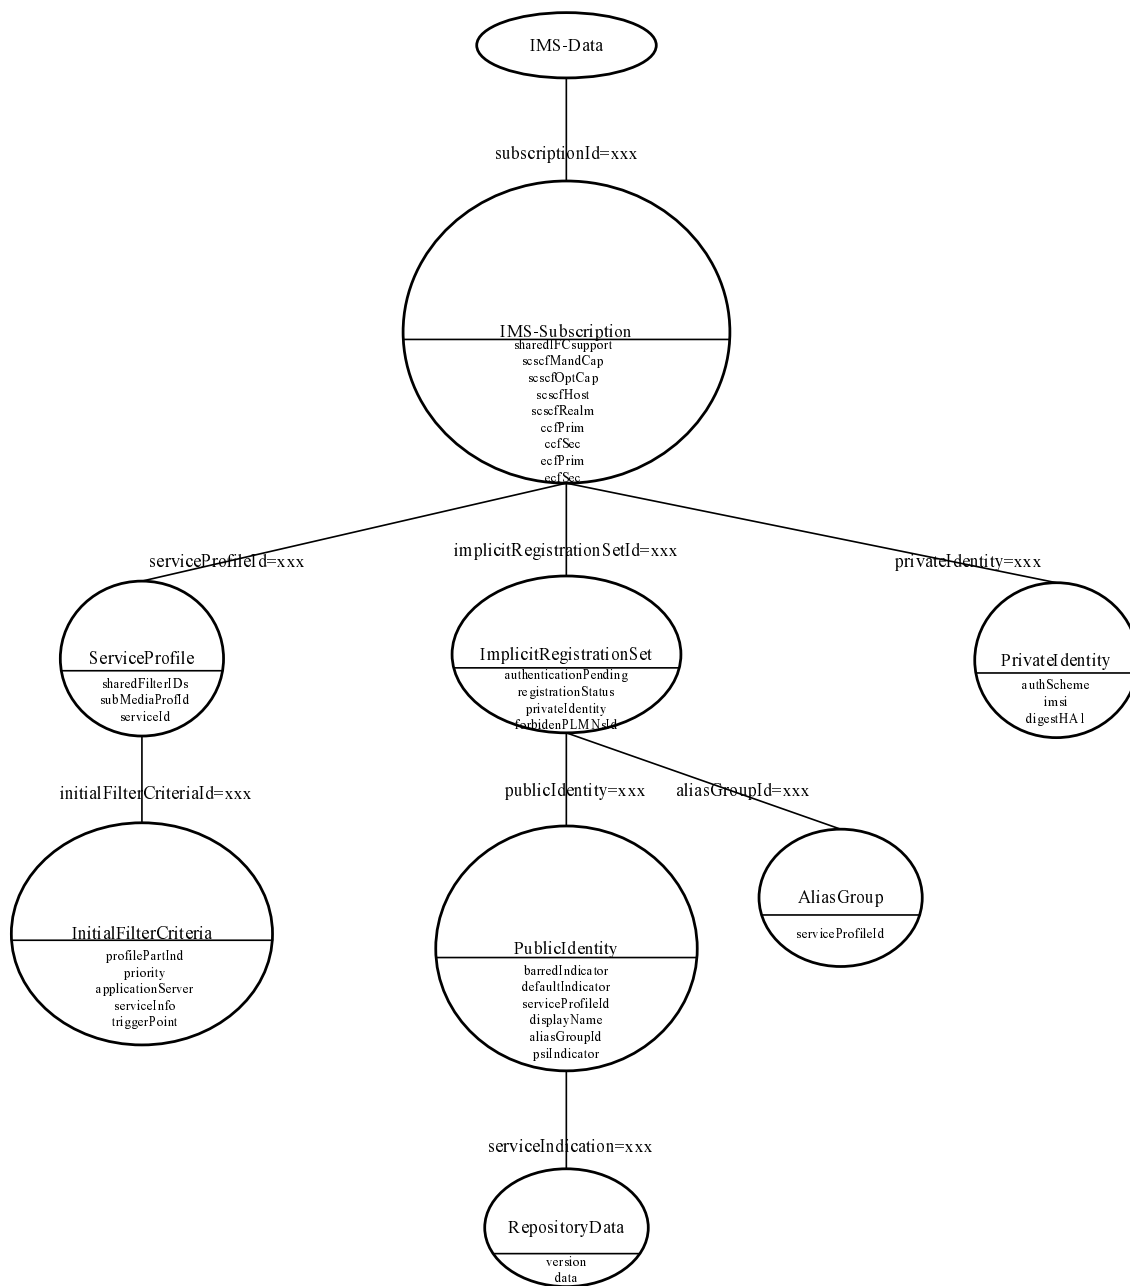 IMS-Data
subscriptionId=xxx
IMS-Subscription
sharedIFCsupport
scscfMandCap
scscfOptCap
scscfHost
scscfRealm
ccfPrim
ccfSec
ecfPrim
ecfSec
serviceProfileId=xxx
implicitRegistrationSetId=xxx
privateIdentity=xxx
ServiceProfile
sharedFilterIDs
subMediaProfId
serviceId
ImplicitRegistrationSet
authenticationPending
registrationStatus
privateIdentity
forbidenPLMNsId
PrivateIdentity
authScheme
imsi
digestHA1
initialFilterCriteriaId=xxx
publicIdentity=xxx
aliasGroupId=xxx
InitialFilterCriteria
profilePartInd
priority
applicationServer
serviceInfo
triggerPoint
PublicIdentity
barredIndicator
defaultIndicator
serviceProfileId
displayName
aliasGroupId
psiIndicator
AliasGroup
serviceProfileId
serviceIndication=xxx
RepositoryData
version
data